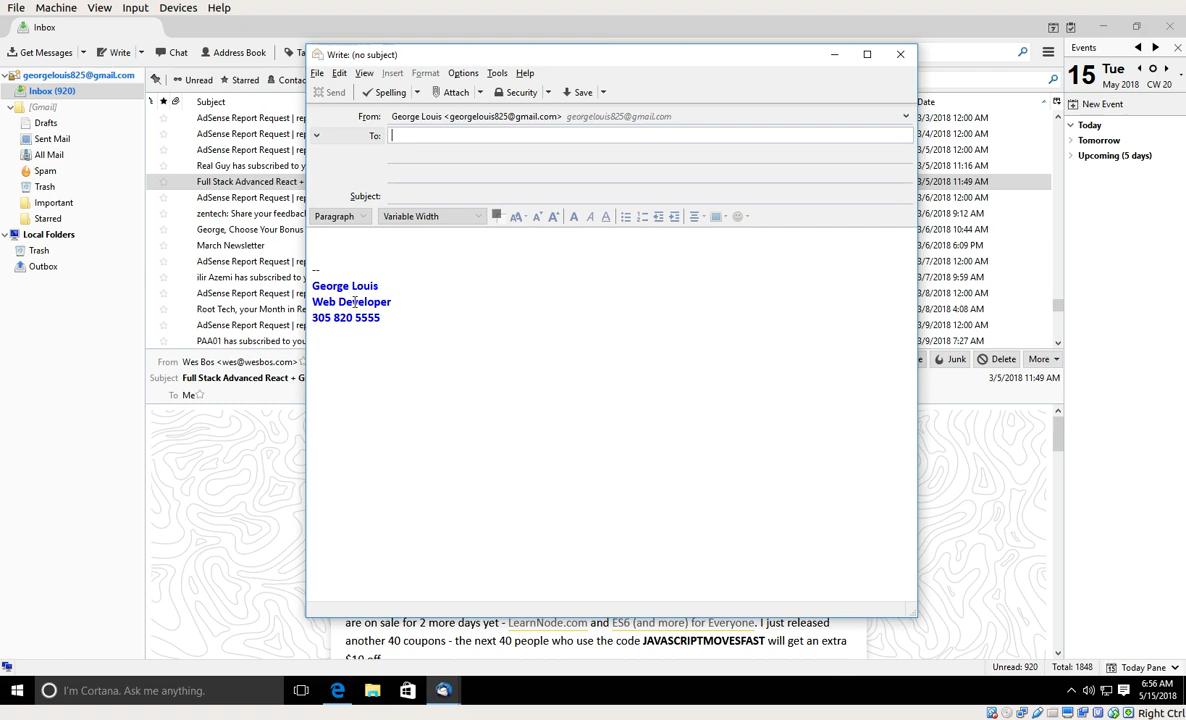 File Machine View Input Devices Help
Inbox
Get Messages Write Chat Address Book
georgelouis825@gmail.com
Inbox (920)
[Gmail]
Drafts
Sent Mail
All Mail
Spam
Trash
Important
Starred
Local Folders
Trash
Outbox
Unread Starred
Subject
AdSense Report Request | rep
AdSense Report Request | rep
AdSense Report Request | rep
Real Guy has subscribed to y
Full Stack Advanced React +
AdSense Report Request | rep
zentech: Share your feedback
George, Choose Your Bonus
March Newsletter
AdSense Report Request | rep
ilir Azemi has subscribed to
AdSense Report Request | rep
Root Tech, your Month in Re
AdSense Report Request | rep
PAA01 has subscribed to you
Write: (no subject)
File Edit View Insert Format Options Tools Help
Send Spelling Attach Security Save
From: George Louis <georgelouis825@gmail.com> georgelouis825@gmail.com
To:
Subject:
Paragraph Variable Width
--
George Louis
Web Developer
305 820 5555
Date
3/3/2018 12:00 AM
3/4/2018 12:00 AM
3/5/2018 12:00 AM
3/5/2018 11:16 AM
3/5/2018 11:49 AM
3/6/2018 12:00 AM
3/6/2018 9:12 AM
3/6/2018 10:44 AM
3/6/2018 6:09 PM
3/7/2018 12:00 AM
3/7/2018 9:59 AM
3/8/2018 12:00 AM
3/8/2018 4:08 AM
3/9/2018 12:00 AM
3/9/2018 7:27 AM
Junk Delete More
3/5/2018 11:49 AM
From Wes Bos <wes@wesbos.com>
Subject Full Stack Advanced React + G
To Me
are on sale for 2 more days yet - LearnNode.com and ES6 (and more) for Everyone. I just released
another 40 coupons - the next 40 people who use the code JAVASCRIPTMOVESFAST will get an extra
$10 off
Events
15 Tue
May 2018 CW 20
New Event
Today
Tomorrow
Upcoming (5 days)
Unread: 920 Total: 1848 15 Today Pane
I'm Cortana. Ask me anything.
6:56 AM
5/15/2018
Right Ctrl